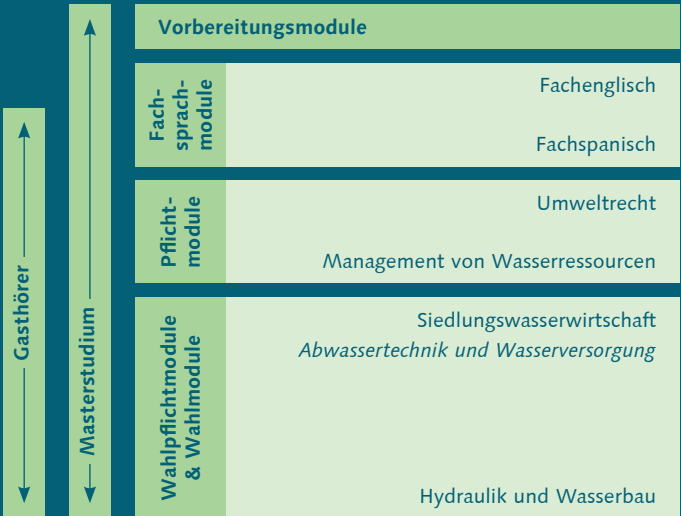 Vorbereitungsmodule
Fach-
sprach-
module
Fachenglisch
Fachspanisch
Pflicht-
module
Umweltrecht
Management von Wasserressourcen
Wahlpflichtmodule
& Wahlmodule
Siedlungswasserwirtschaft
Abwassertechnik und Wasserversorgung
Hydraulik und Wasserbau
Gasthörer
Masterstudium